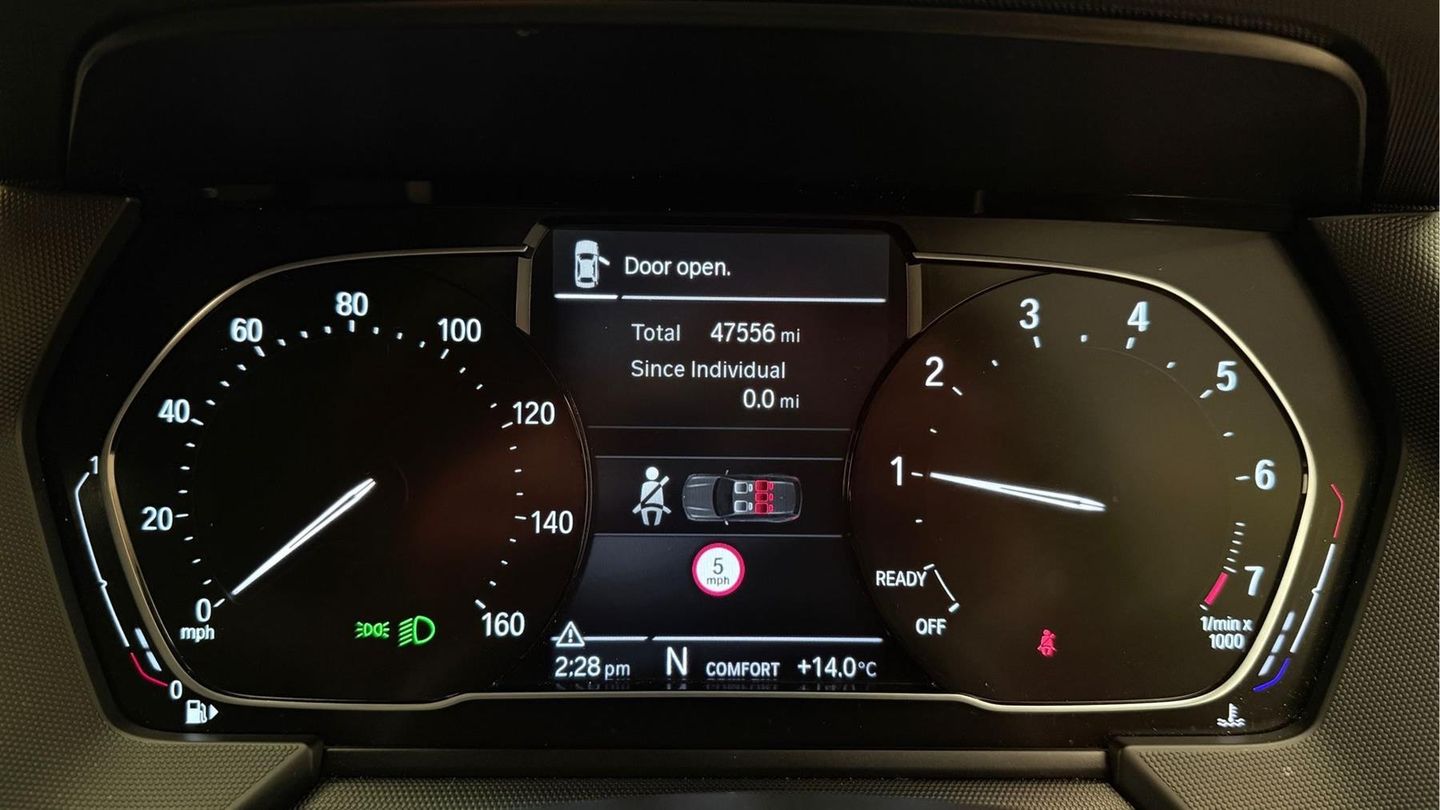 Door open.
Total 47556 mi
Since Individual
0.0 mi
5
mph
2:28 pm N COMFORT +14.0°C
0
20
40
60
80
100
120
140
160
mph
1
0
READY
OFF
1
2
3
4
5
6
7
1/min x
1000